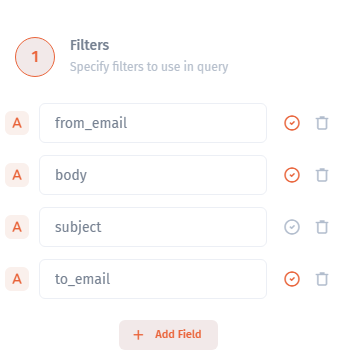 1
Filters
Specify filters to use in query
A from_email
A body
A subject
A to_email
+ Add Field